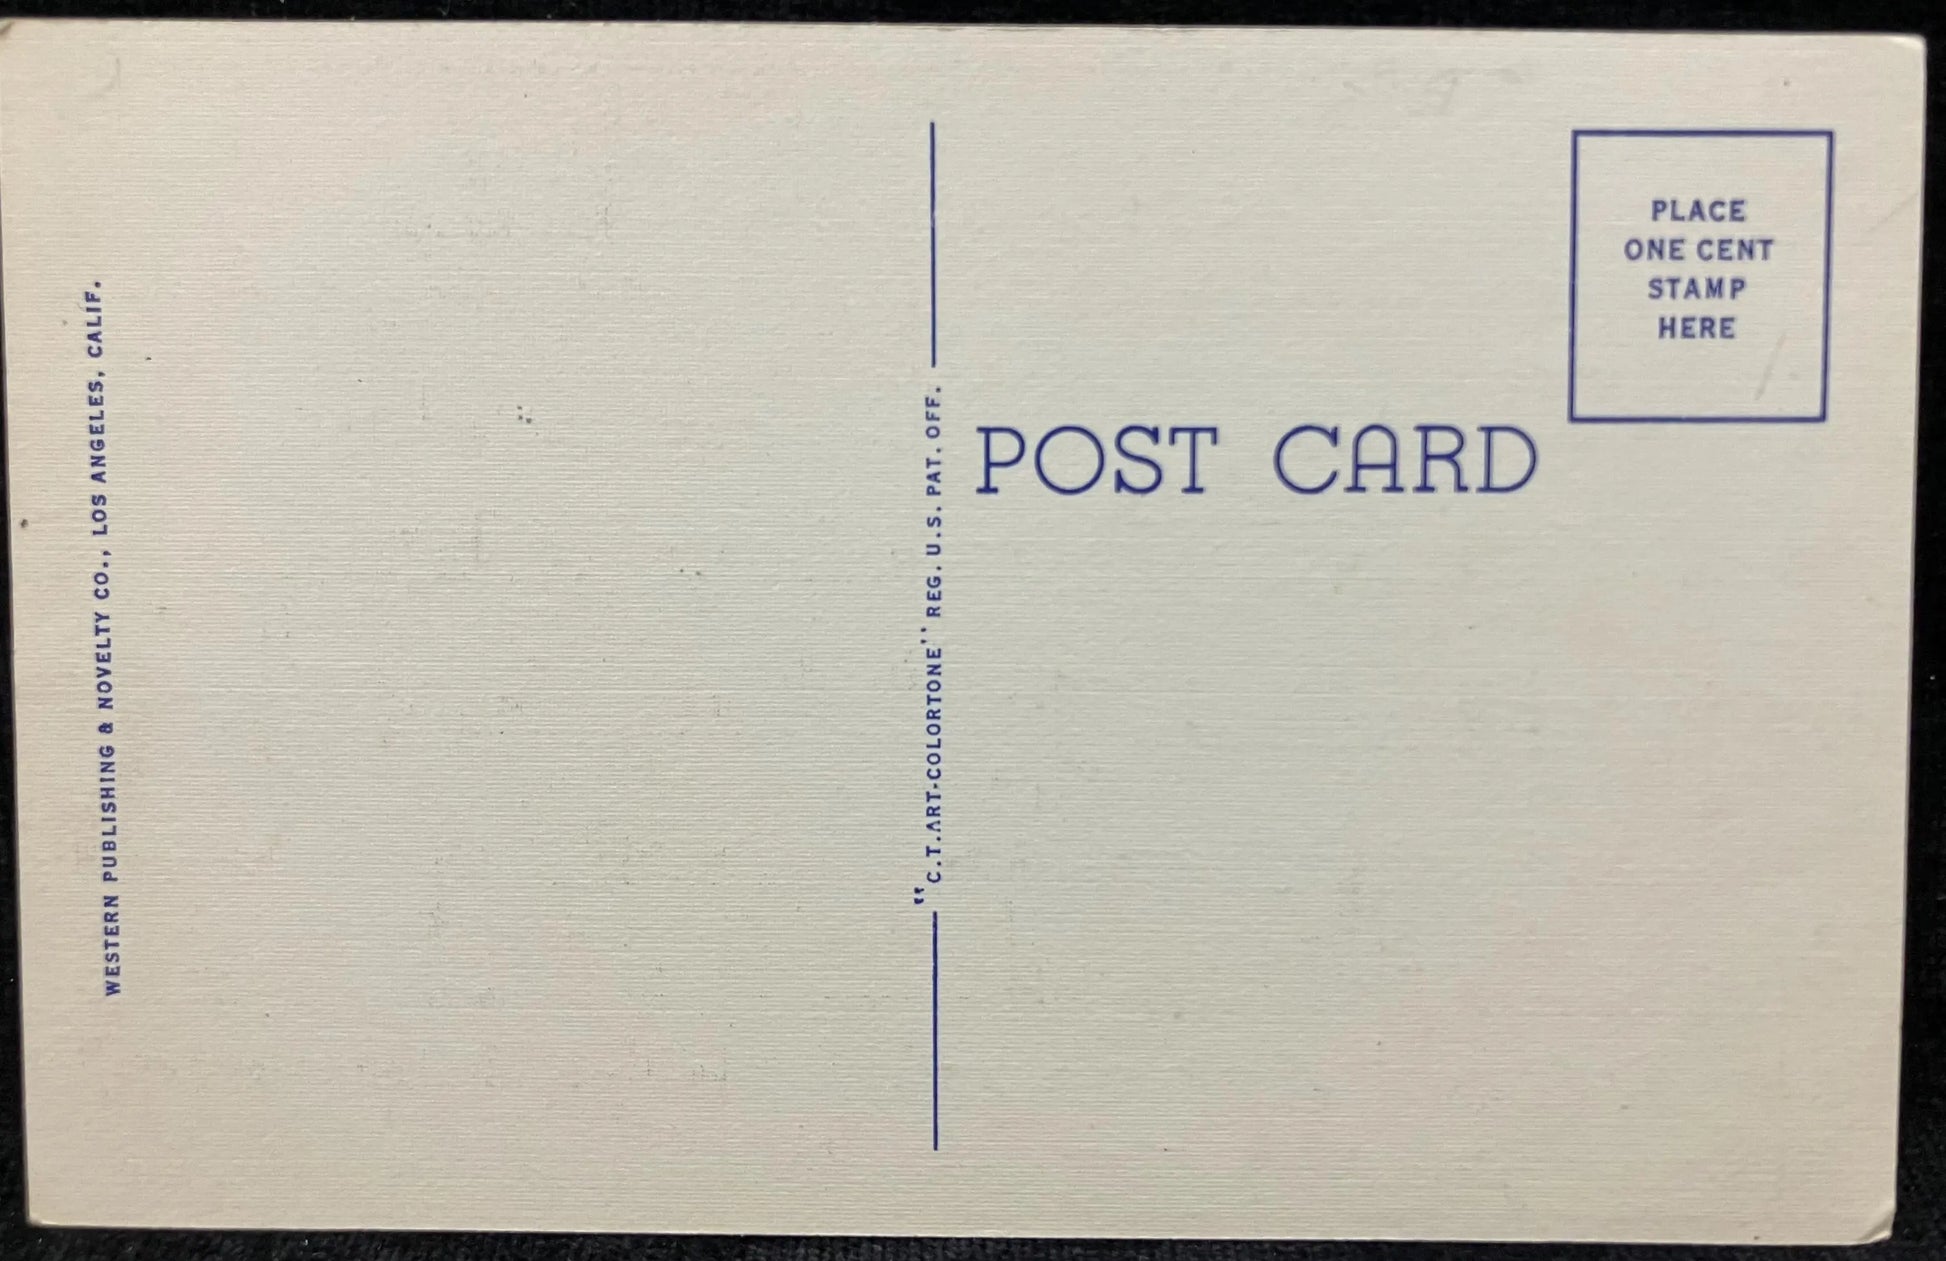 WESTERN PUBLISHING & NOVELTY CO., LOS ANGELES, CALIF.
"C.T.ART-COLORTONE" REG. U.S. PAT. OFF.
POST CARD
PLACE
ONE CENT
STAMP
HERE